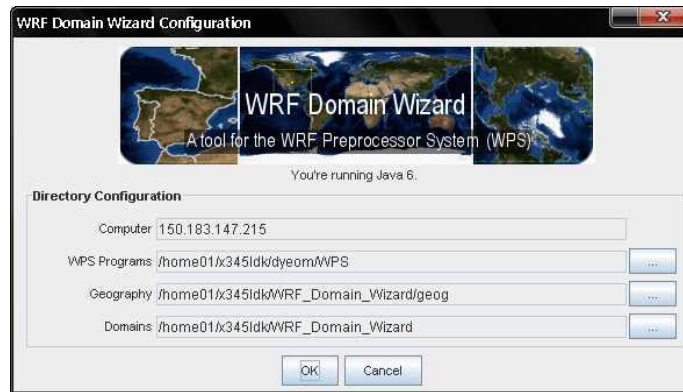 WRF Domain Wizard Configuration
WRF Domain Wizard
A tool for the WRF Preprocessor System (WPS)
You're running Java 6.
Directory Configuration
Computer 150.183.147.215
WPS Programs /home01/x345ldk/dyeom/WPS ...
Geography /home01/x345ldk/WRF_Domain_Wizard/geog ...
Domains /home01/x345ldk/WRF_Domain_Wizard ...
OK Cancel